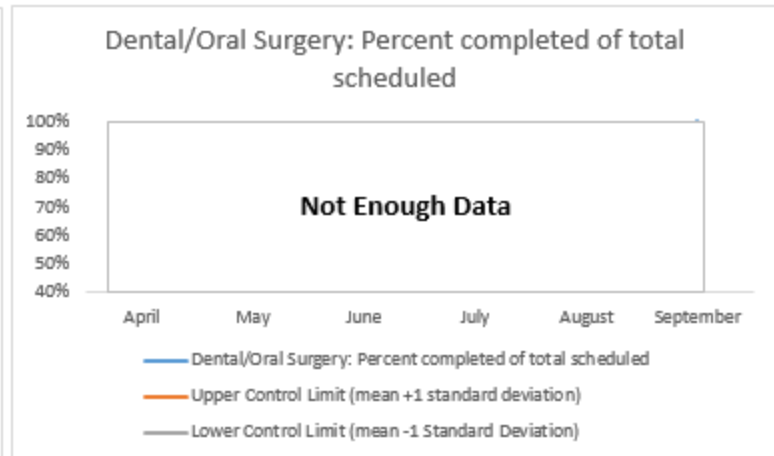 Dental/Oral Surgery: Percent completed of total
scheduled
100%
90%
80%
70%
60%
50%
40%
Not Enough Data
April May June July August September
Dental/Oral Surgery: Percent completed of total scheduled
Upper Control Limit (mean +1 standard deviation)
Lower Control Limit (mean -1 Standard Deviation)